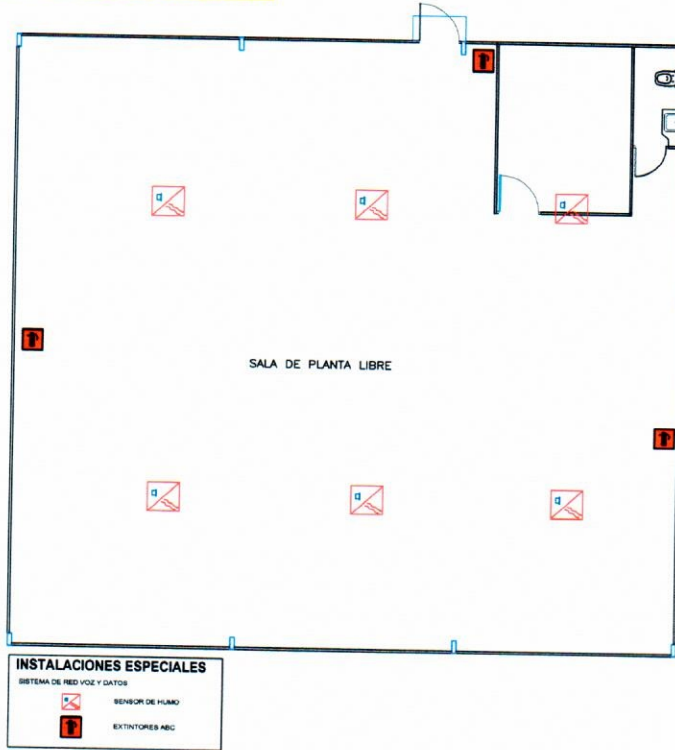 SALA DE PLANTA LIBRE
INSTALACIONES ESPECIALES
SISTEMA DE RED VOZ Y DATOS
SENSOR DE HUMO
EXTINTORES ABC